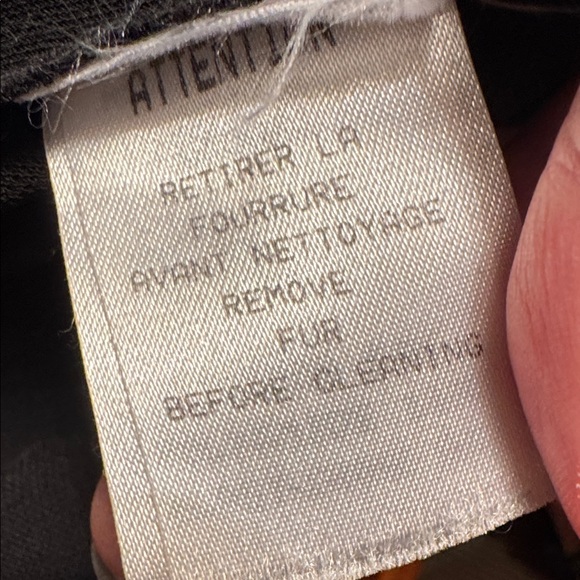 ATTENTION
RETIRER LA
FOURRURE
AVANT NETTOYAGE
REMOVE
FUR
BEFORE CLEANING